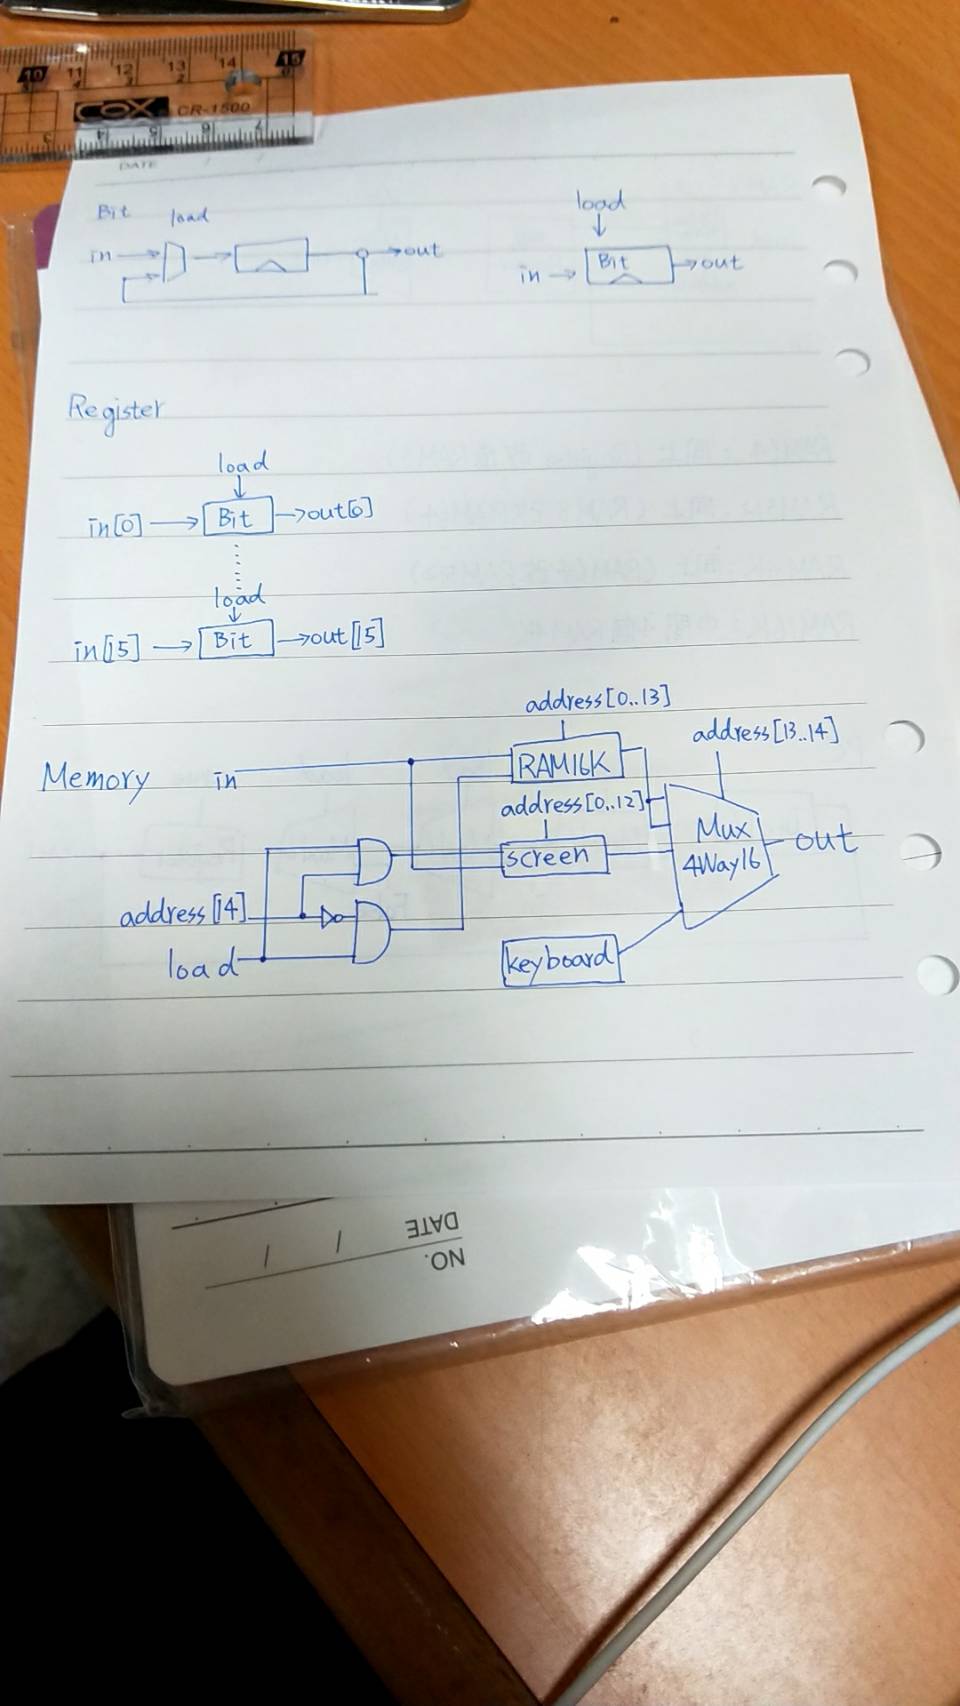 10 11 12 13 14 15
COX CR-1500
DATE / /
Bit load
in out
load
in Bit out
Register
load
in[0] Bit out[0]
load
in[15] Bit out[15]
address[0..13]
address[13..14]
Memory in RAM16K
address[0..12]
Mux
4Way16
out
screen
address[14]
load
keyboard
DATE / /
NO.